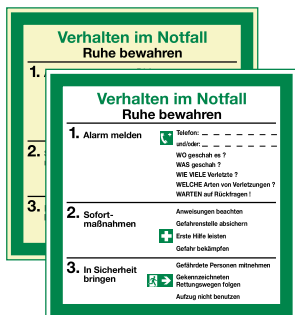 Verhalten im Notfall
Ruhe bewahren
1.
2.
3.
Verhalten im Notfall
Ruhe bewahren
1. Alarm melden
Telefon:
und/oder:
WO geschah es ?
WAS geschah ?
WIE VIELE Verletzte ?
WELCHE Arten von Verletzungen ?
WARTEN auf Rückfragen !
2. Sofort-
maßnahmen
Anweisungen beachten
Gefahrenstelle absichern
Erste Hilfe leisten
Gefahr bekämpfen
3. In Sicherheit
bringen
Gefährdete Personen mitnehmen
Gekennzeichneten
Rettungswegen folgen
Aufzug nicht benutzen